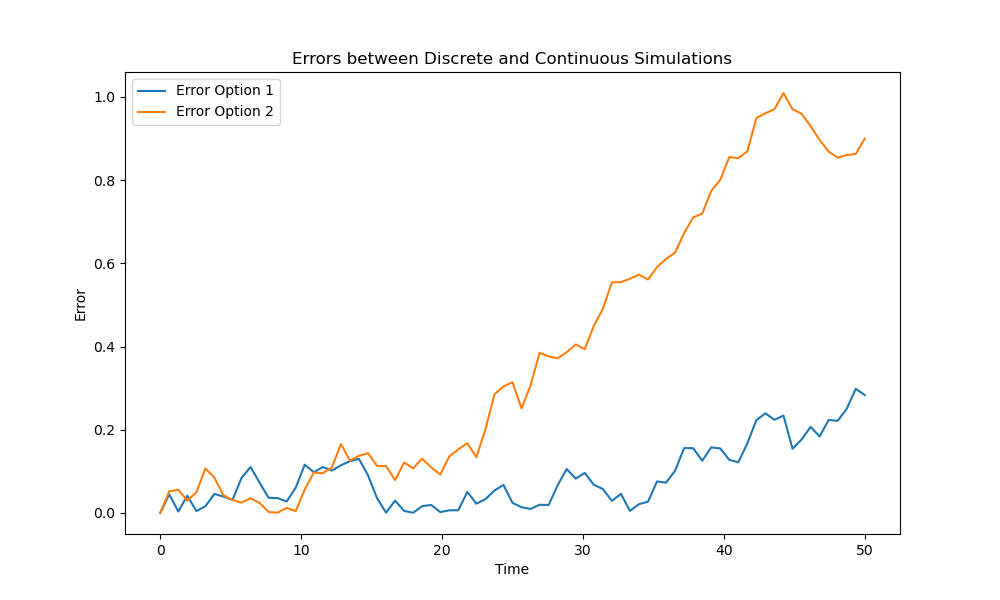 Errors between Discrete and Continuous Simulations
Error Option 1
Error Option 2
1.0
0.8
0.6
0.4
0.2
0.0
Error
0 10 20 30 40 50
Time